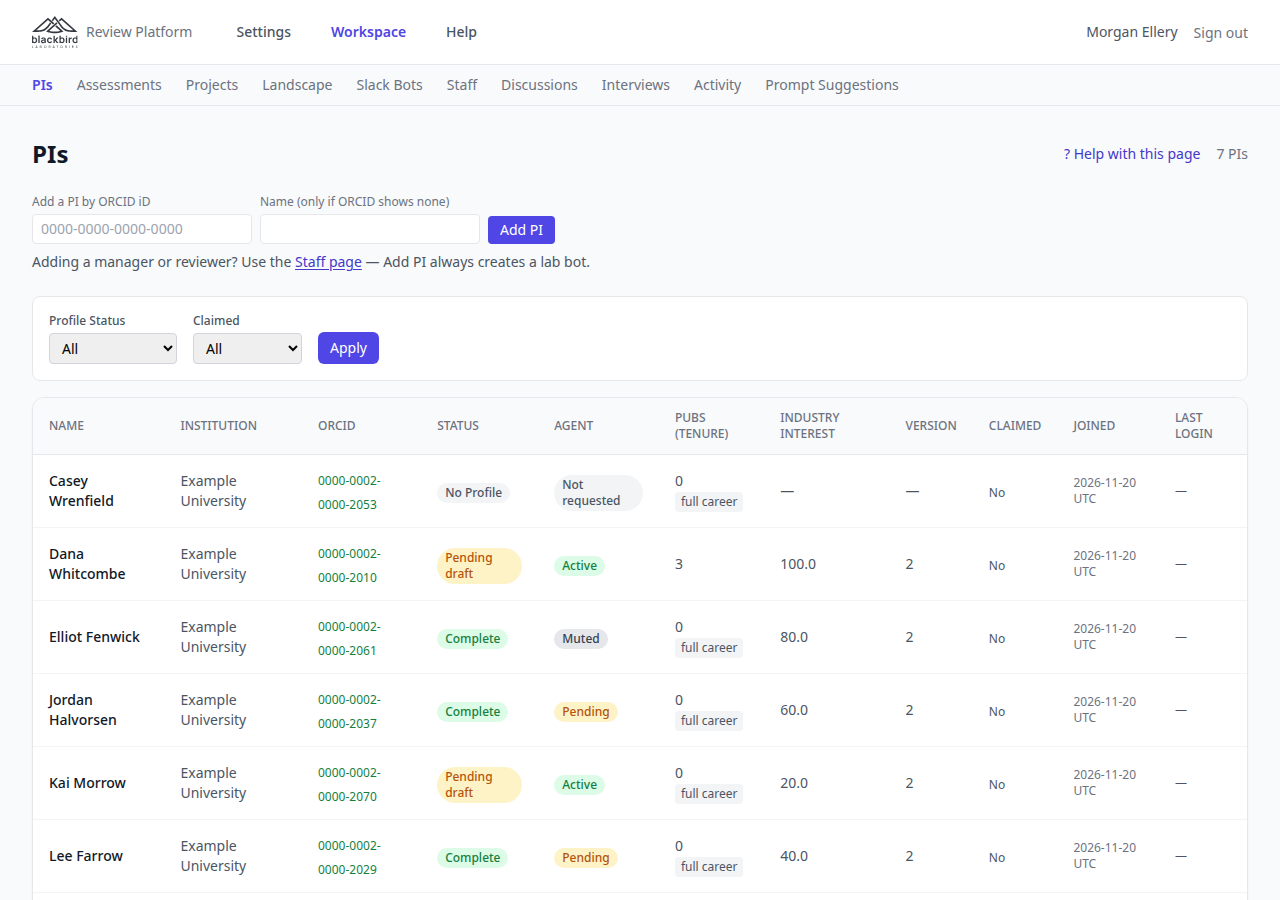 blackbird
LABORATORIES
Review Platform
Settings
Workspace
Help
Morgan Ellery
Sign out
PIs
Assessments
Projects
Landscape
Slack Bots
Staff
Discussions
Interviews
Activity
Prompt Suggestions
PIs
? Help with this page
7 PIs
Add a PI by ORCID iD
Name (only if ORCID shows none)
0000-0000-0000-0000
Add PI
Adding a manager or reviewer? Use the Staff page — Add PI always creates a lab bot.
Profile Status
Claimed
All
All
Apply
NAME
INSTITUTION
ORCID
STATUS
AGENT
PUBS
(TENURE)
INDUSTRY
INTEREST
VERSION
CLAIMED
JOINED
LAST
LOGIN
Casey
Wrenfield
Example
University
0000-0002-
0000-2053
No Profile
Not
requested
0
full career
—
—
No
2026-11-20
UTC
—
Dana
Whitcombe
Example
University
0000-0002-
0000-2010
Pending
draft
Active
3
100.0
2
No
2026-11-20
UTC
—
Elliot Fenwick
Example
University
0000-0002-
0000-2061
Complete
Muted
0
full career
80.0
2
No
2026-11-20
UTC
—
Jordan
Halvorsen
Example
University
0000-0002-
0000-2037
Complete
Pending
0
full career
60.0
2
No
2026-11-20
UTC
—
Kai Morrow
Example
University
0000-0002-
0000-2070
Pending
draft
Active
0
full career
20.0
2
No
2026-11-20
UTC
—
Lee Farrow
Example
University
0000-0002-
0000-2029
Complete
Pending
0
full career
40.0
2
No
2026-11-20
UTC
—